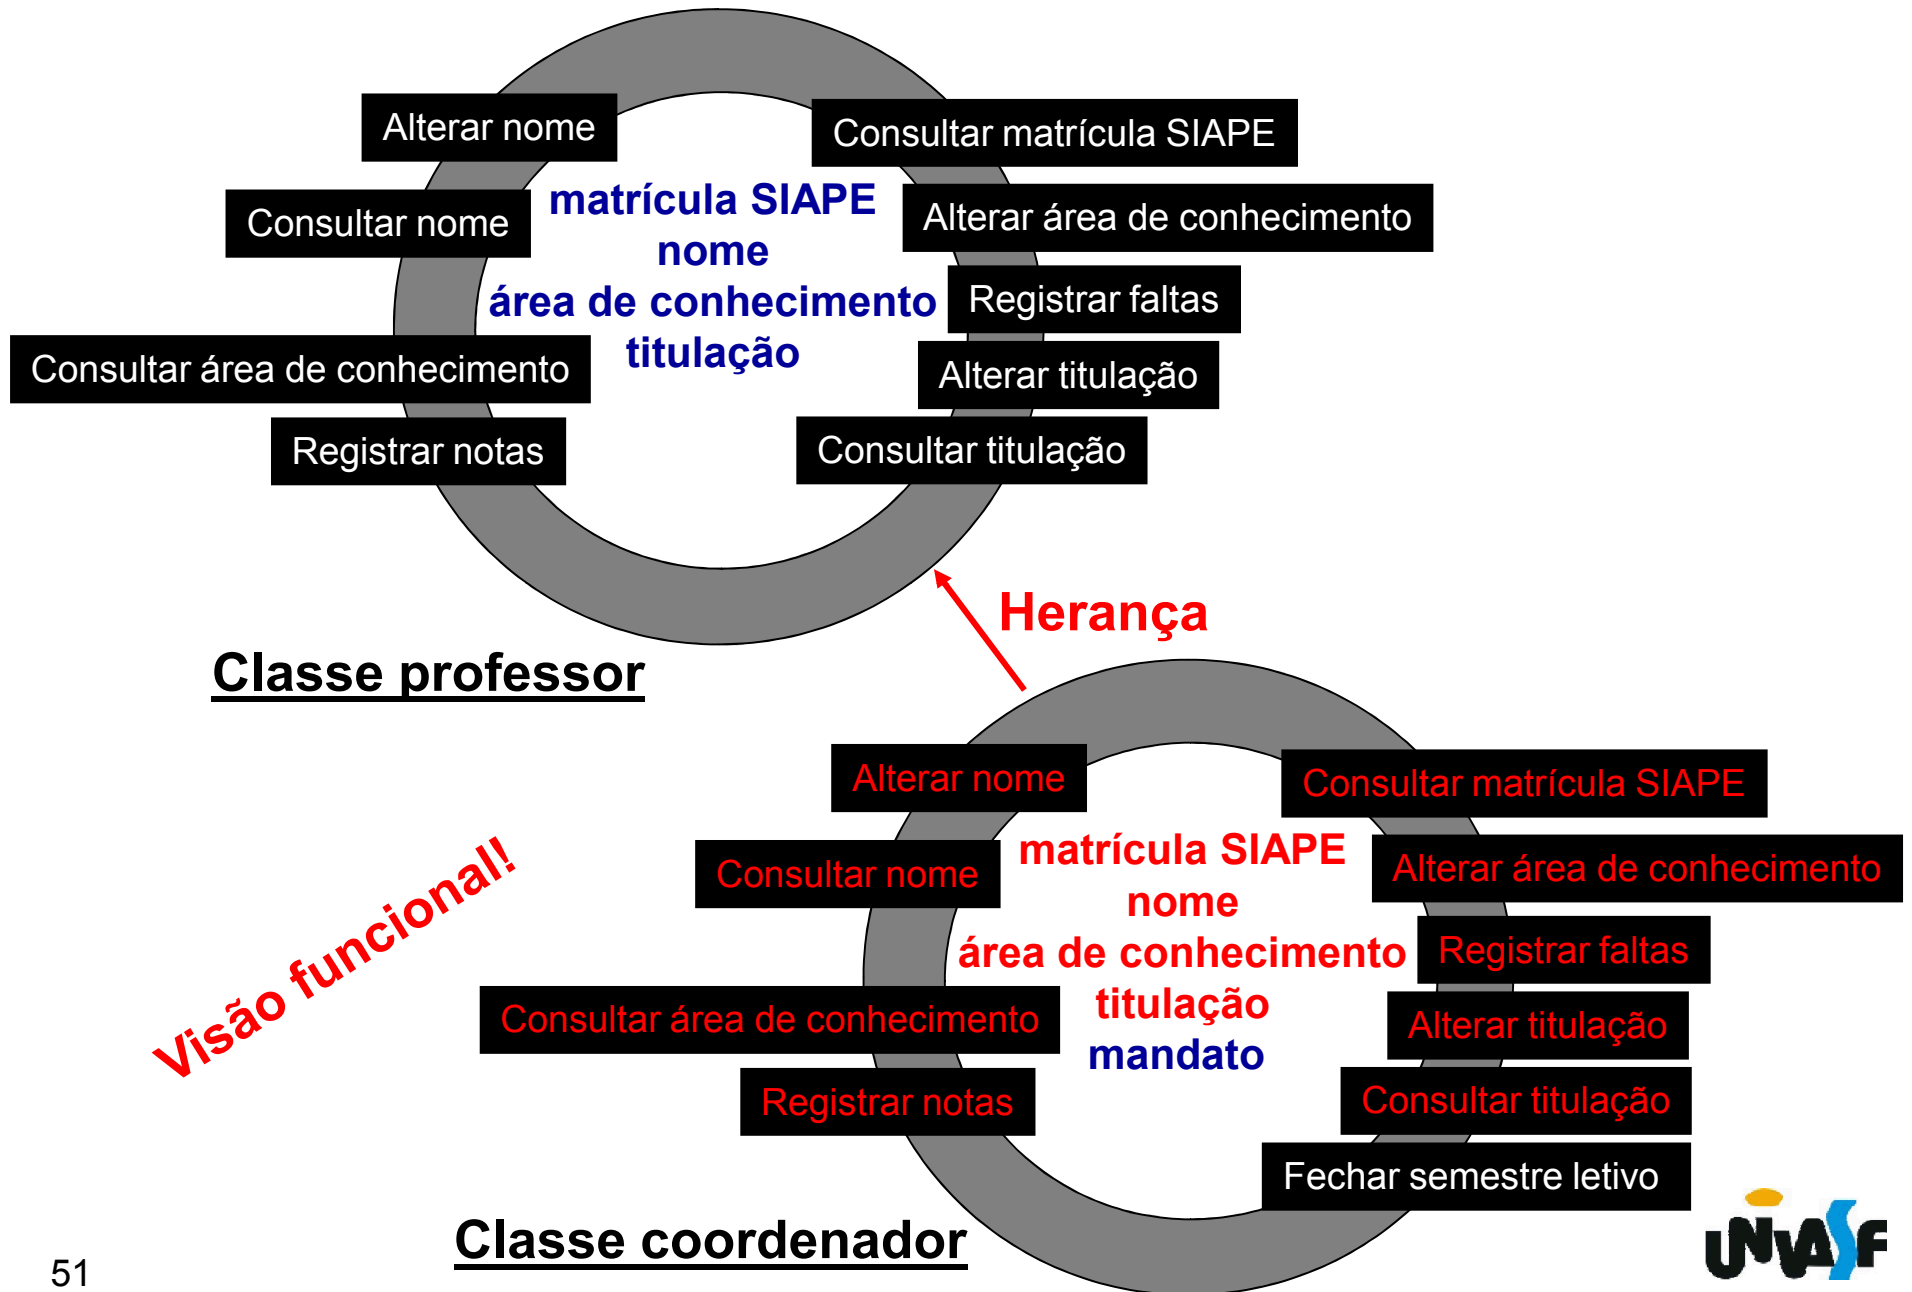 Alterar nome
Consultar matrícula SIAPE
Consultar nome
matrícula SIAPE
nome
área de conhecimento
titulação
Alterar área de conhecimento
Registrar faltas
Consultar área de conhecimento
Alterar titulação
Registrar notas
Consultar titulação
Herança
Classe professor
Alterar nome
Consultar matrícula SIAPE
Consultar nome
matrícula SIAPE
nome
área de conhecimento
titulação
mandato
Alterar área de conhecimento
Registrar faltas
Visão funcional!
Consultar área de conhecimento
Alterar titulação
Registrar notas
Consultar titulação
Fechar semestre letivo
Classe coordenador
UNIVASF
51